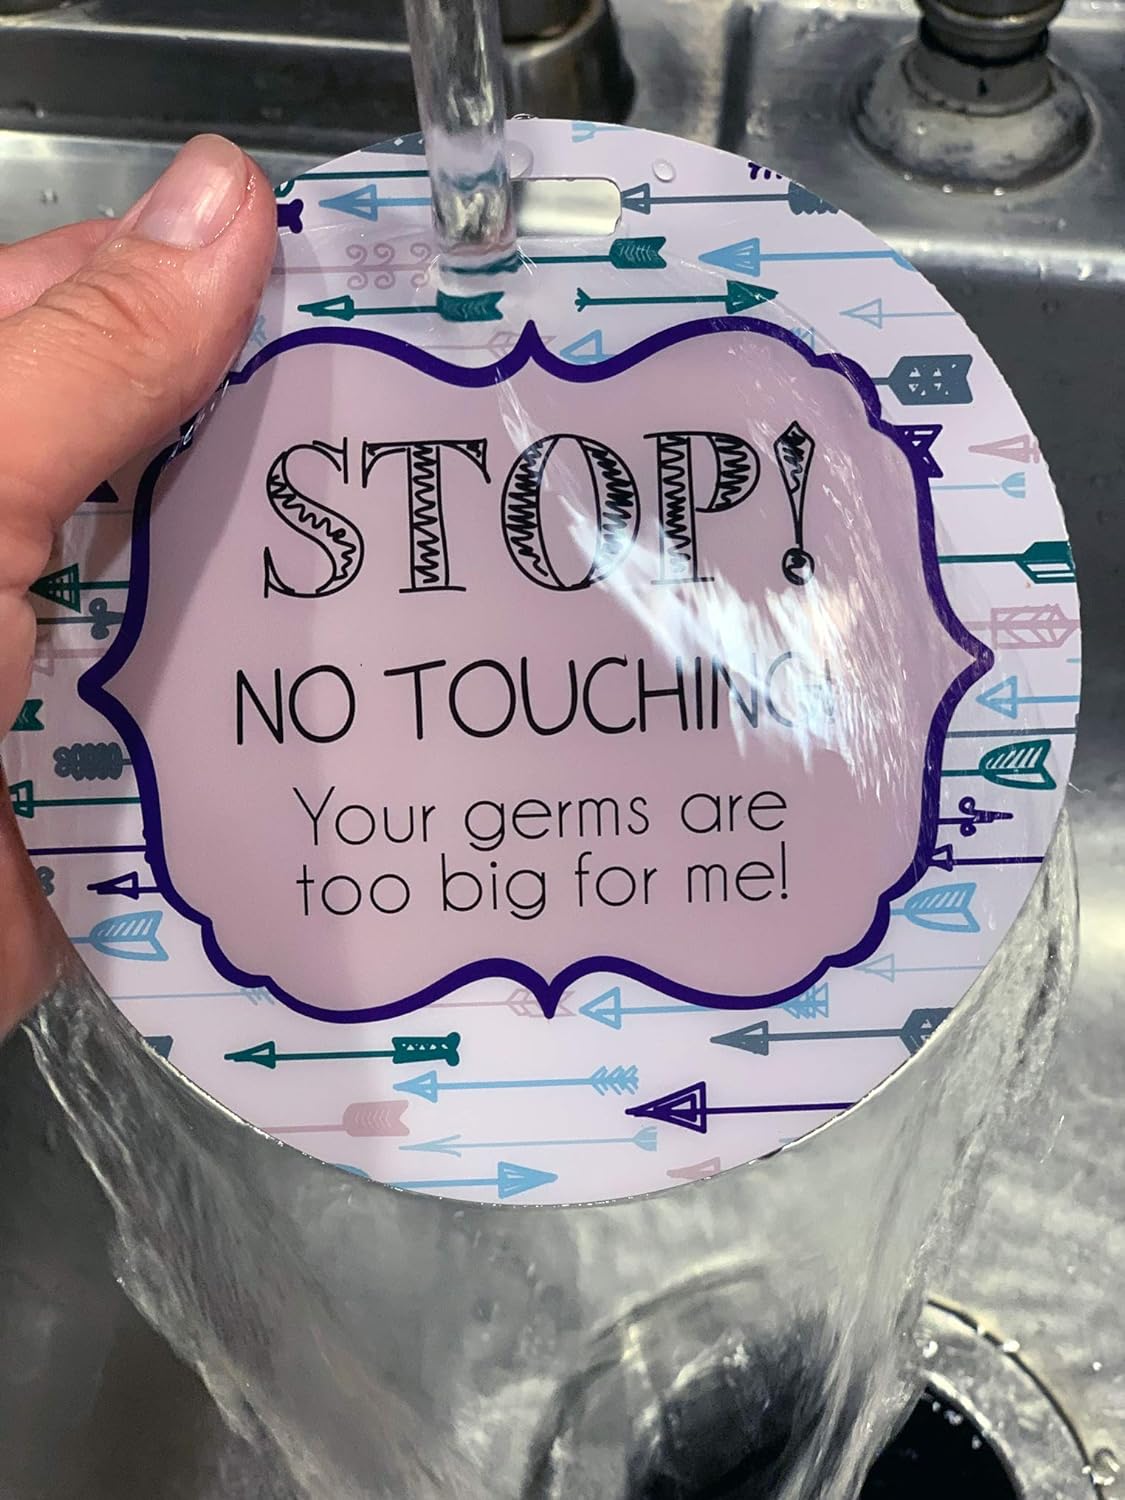 STOP!
NO TOUCHING!
Your germs are
too big for me!